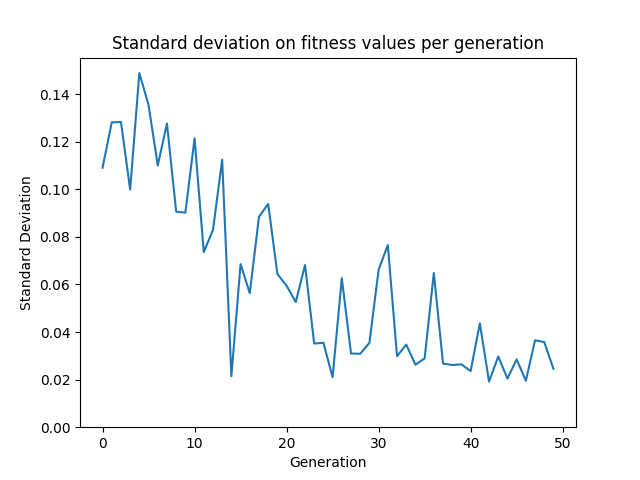 Standard deviation on fitness values per generation
0.14
0.12
0.10
0.08
0.06
0.04
0.02
0.00
Standard Deviation
0 10 20 30 40 50
Generation